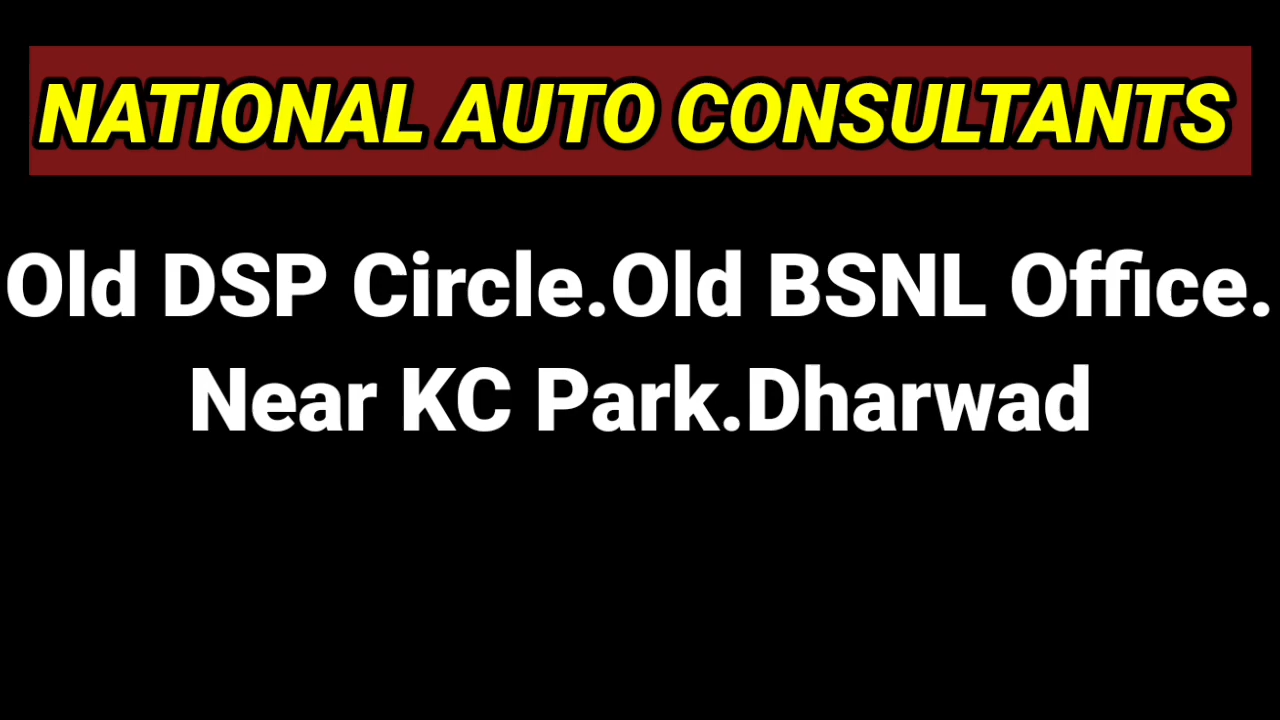 NATIONAL AUTO CONSULTANTS
Old DSP Circle.Old BSNL Office.
Near KC Park.Dharwad